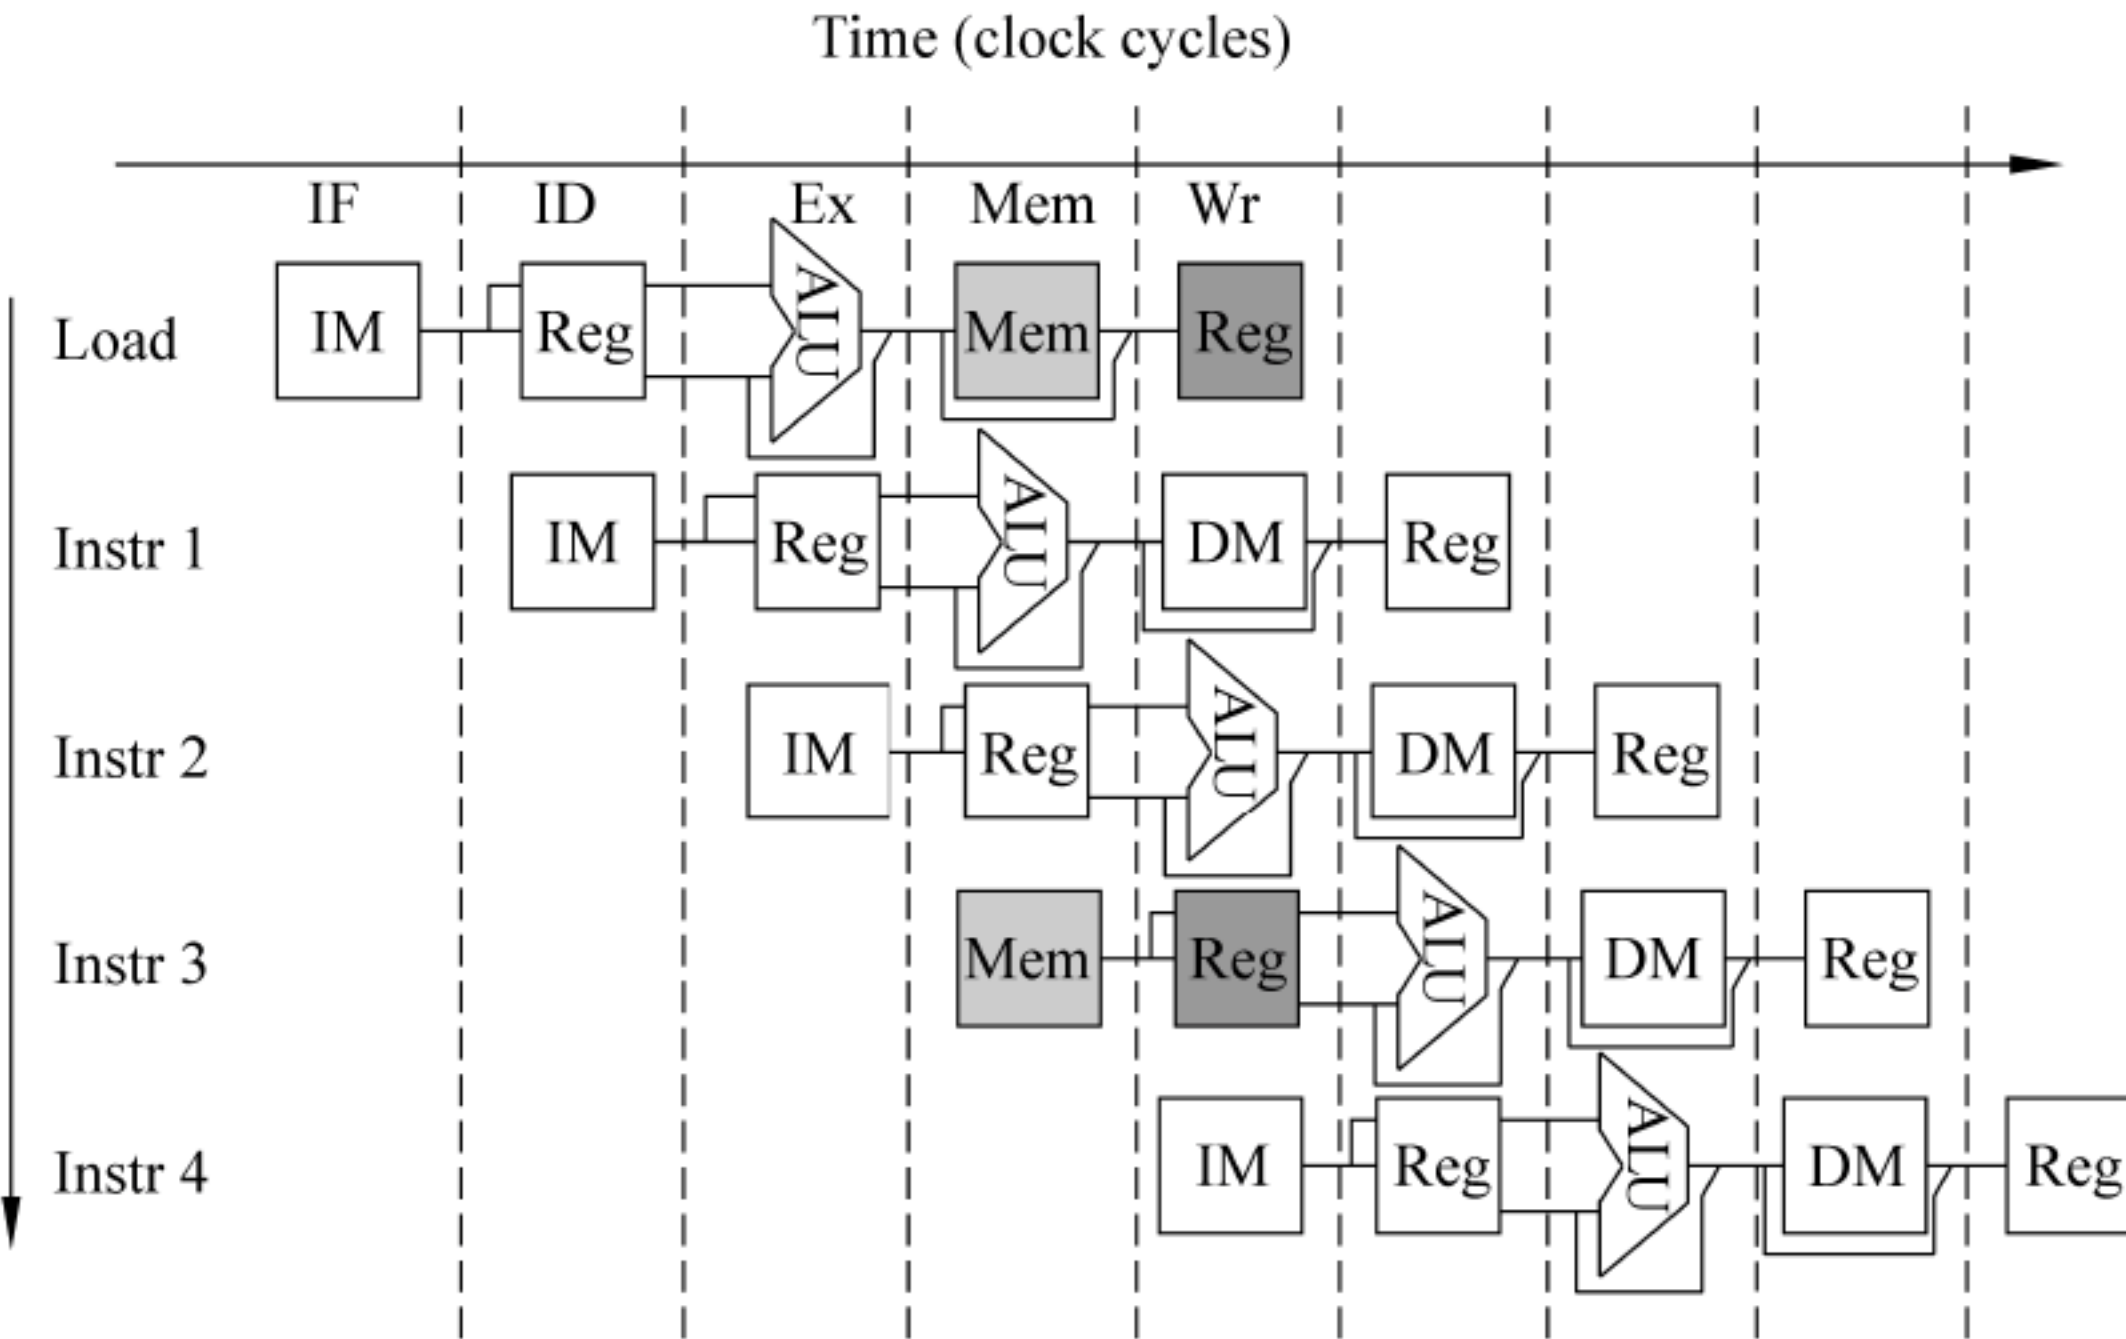 Time (clock cycles)
IF ID Ex Mem Wr
Load IM Reg ALU Mem Reg
Instr 1 IM Reg ALU DM Reg
Instr 2 IM Reg ALU DM Reg
Instr 3 Mem Reg ALU DM Reg
Instr 4 IM Reg ALU DM Reg